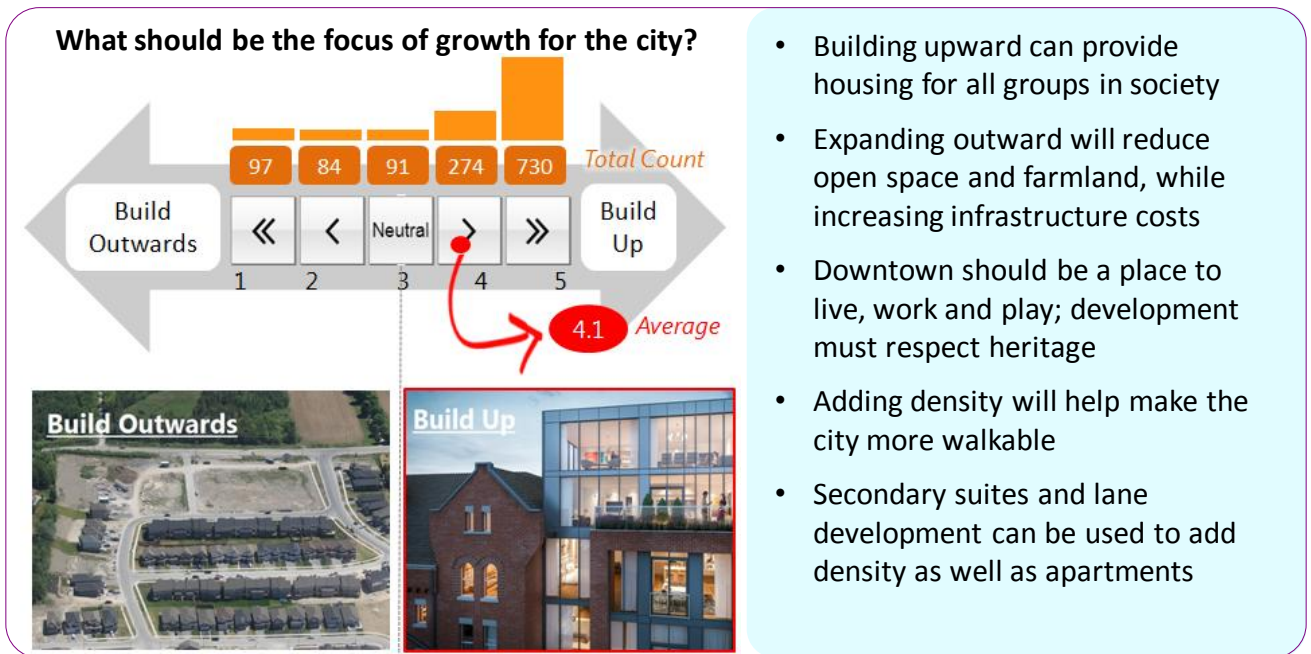 What should be the focus of growth for the city?
97 84 91 274 730 Total Count
Build
Outwards
« < Neutral > »
Build
Up
1 2 3 4 5
4.1 Average
Build Outwards
Build Up
• Building upward can provide
housing for all groups in society
• Expanding outward will reduce
open space and farmland, while
increasing infrastructure costs
• Downtown should be a place to
live, work and play; development
must respect heritage
• Adding density will help make the
city more walkable
• Secondary suites and lane
development can be used to add
density as well as apartments